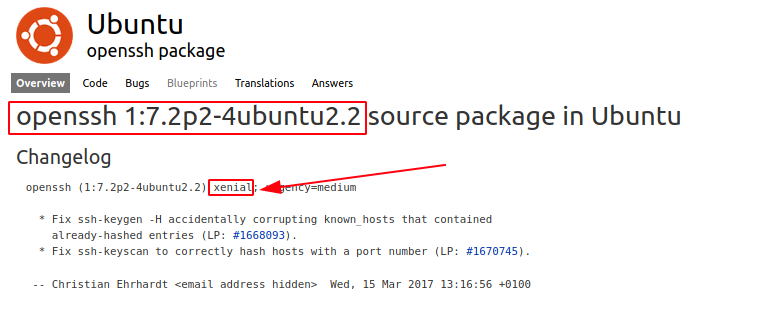 Ubuntu
openssh package
Overview Code Bugs Blueprints Translations Answers
openssh 1:7.2p2-4ubuntu2.2 source package in Ubuntu
Changelog
openssh (1:7.2p2-4ubuntu2.2) xenial; urgency=medium
* Fix ssh-keygen -H accidentally corrupting known_hosts that contained
already-hashed entries (LP: #1668093).
* Fix ssh-keyscan to correctly hash hosts with a port number (LP: #1670745).
-- Christian Ehrhardt <email address hidden>  Wed, 15 Mar 2017 13:16:56 +0100